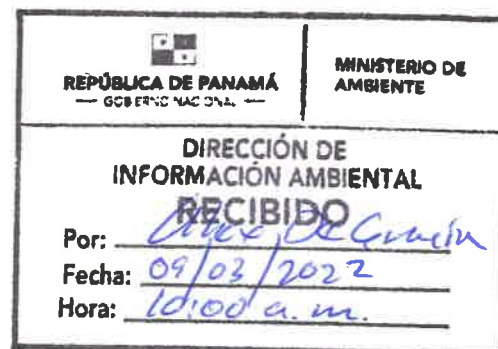 REPÚBLICA DE PANAMÁ
— GOBIERNO NACIONAL —
MINISTERIO DE
AMBIENTE
DIRECCIÓN DE
INFORMACIÓN AMBIENTAL
RECIBIDO
Por: De
Fecha: 09/03/2022
Hora: 10:00 a.m.